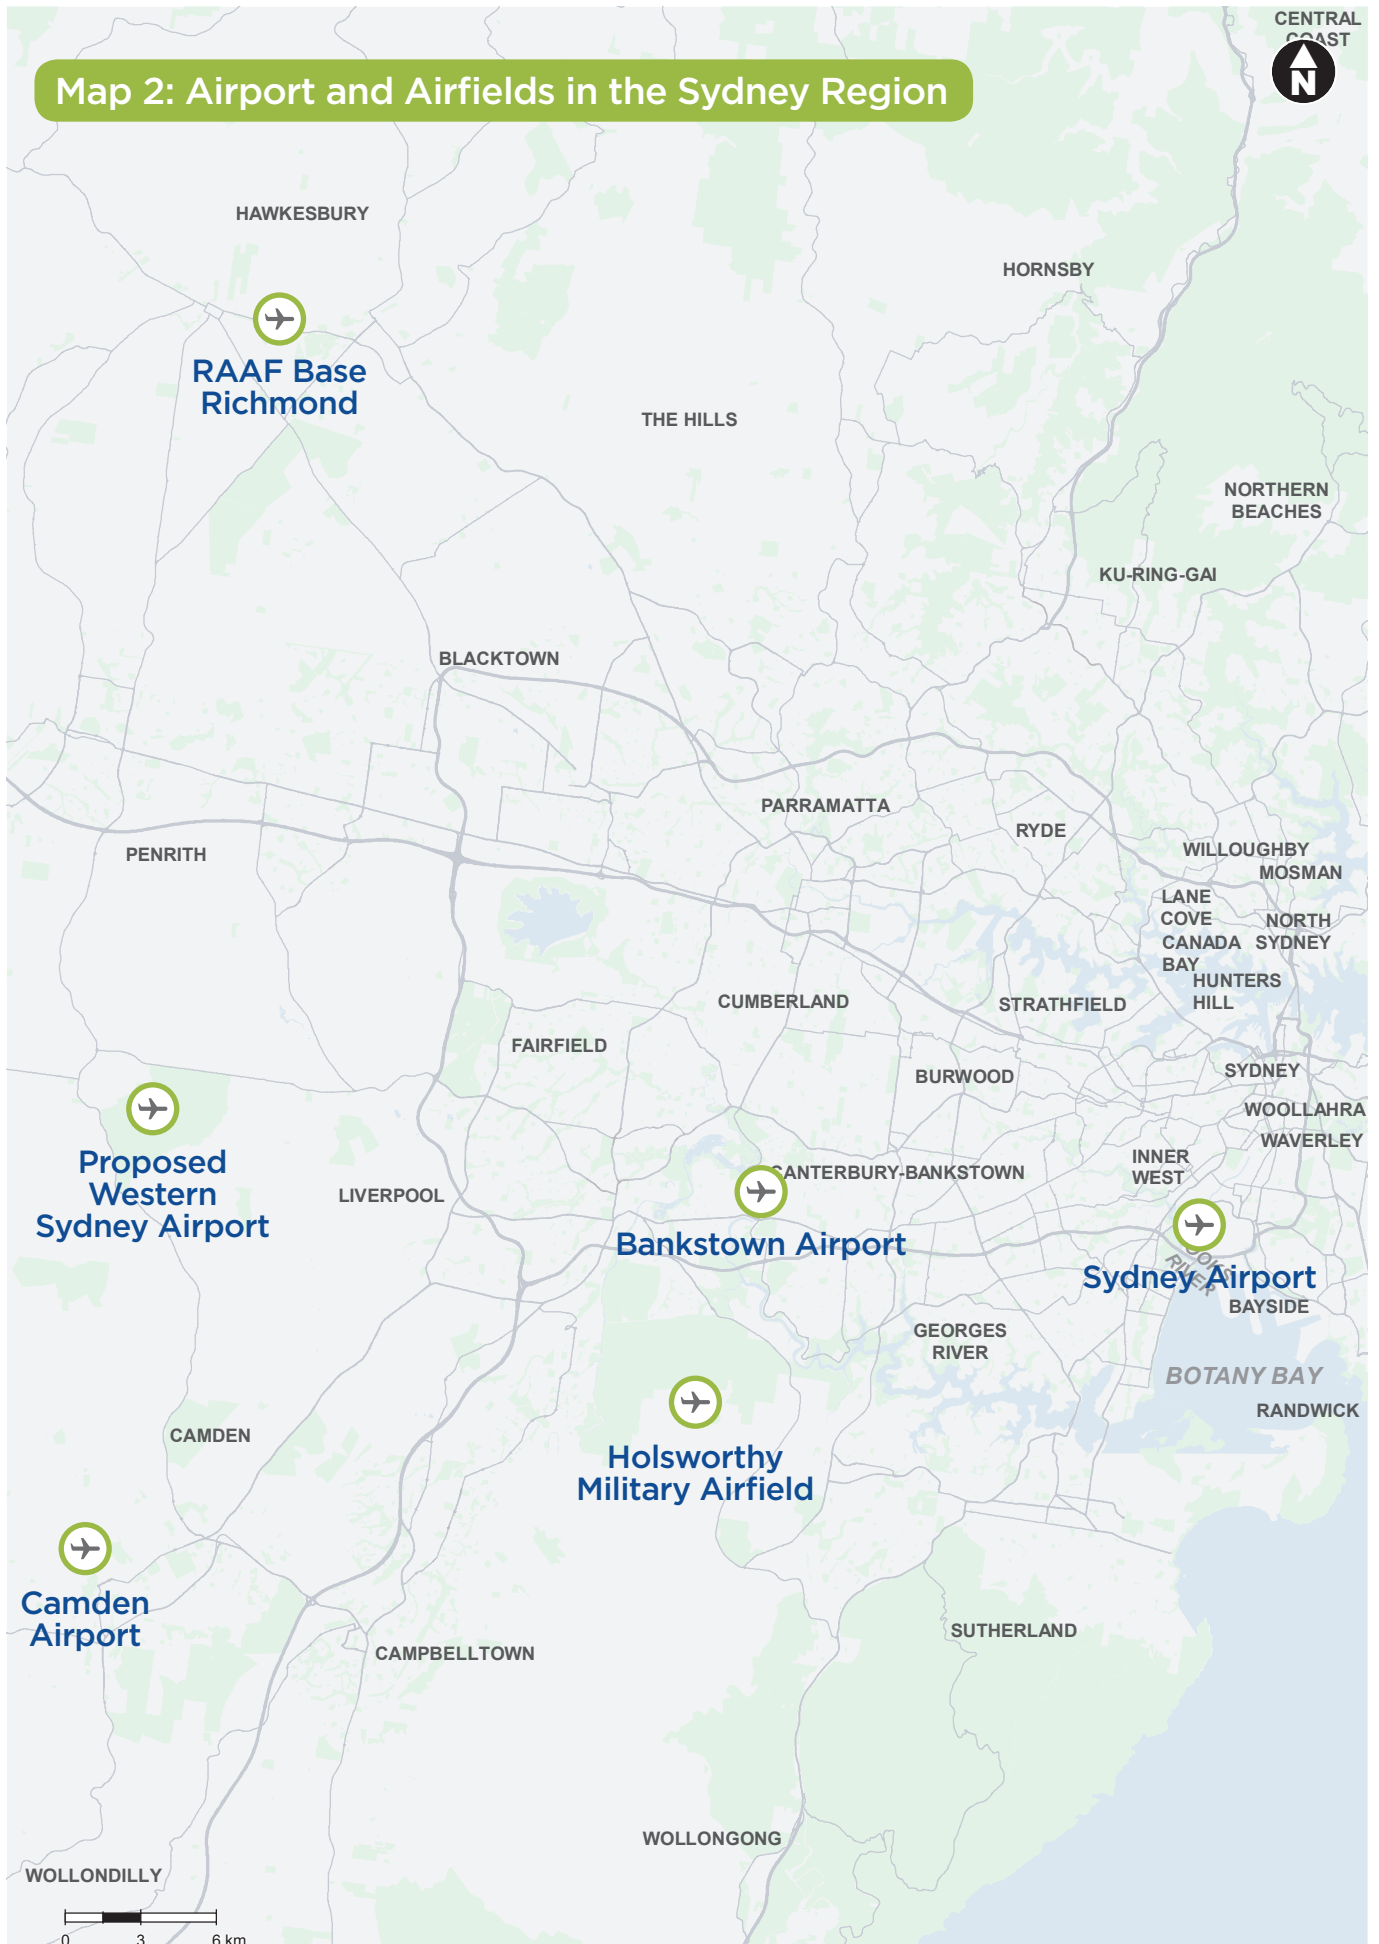 CENTRAL
COAST
N
Map 2: Airport and Airfields in the Sydney Region
HAWKESBURY
HORNSBY
RAAF Base
Richmond
THE HILLS
NORTHERN
BEACHES
KU-RING-GAI
BLACKTOWN
PARRAMATTA
RYDE
PENRITH
WILLOUGHBY
MOSMAN
LANE
COVE
NORTH
SYDNEY
CANADA
BAY
HUNTERS
HILL
CUMBERLAND
STRATHFIELD
FAIRFIELD
BURWOOD
SYDNEY
WOOLLAHRA
WAVERLEY
INNER
WEST
Proposed
Western
Sydney Airport
LIVERPOOL
CANTERBURY-BANKSTOWN
Bankstown Airport
Sydney Airport
RIVER
BAYSIDE
GEORGES
RIVER
BOTANY BAY
RANDWICK
CAMDEN
Holsworthy
Military Airfield
Camden
Airport
SUTHERLAND
CAMPBELLTOWN
WOLLONGONG
WOLLONDILLY
0 3 6 km